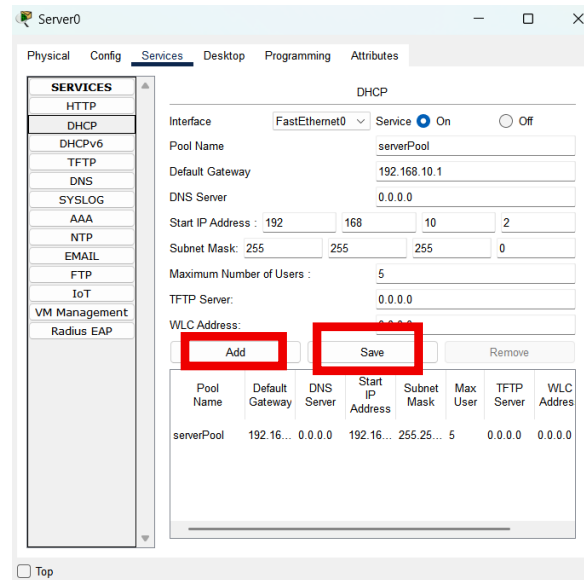 Server0
Physical Config Services Desktop Programming Attributes
SERVICES
HTTP
DHCP
DHCPv6
TFTP
DNS
SYSLOG
AAA
NTP
EMAIL
FTP
IoT
VM Management
Radius EAP
DHCP
Interface FastEthernet0 Service On Off
Pool Name serverPool
Default Gateway 192.168.10.1
DNS Server 0.0.0.0
Start IP Address : 192 168 10 2
Subnet Mask: 255 255 255 0
Maximum Number of Users : 5
TFTP Server: 0.0.0.0
WLC Address:
Add Save Remove
Pool Name Default Gateway DNS Server Start IP Address Subnet Mask Max User TFTP Server WLC Addres
serverPool 192.16... 0.0.0.0 192.16... 255.25... 5 0.0.0.0 0.0.0.0
Top